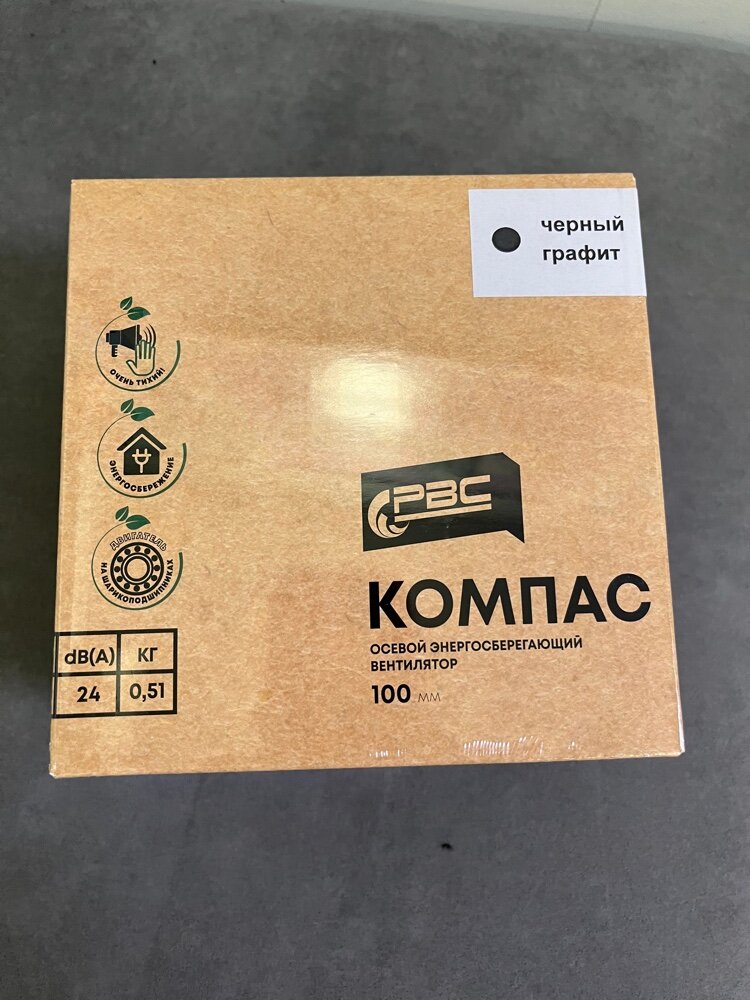 черный
графит
ОЧЕНЬ ТИХИЙ!
ЭНЕРГОСБЕРЕЖЕНИЕ
ДВИГАТЕЛЬ
НА ШАРИКОПОДШИПНИКАХ
РВС
КОМПАС
ОСЕВОЙ ЭНЕРГОСБЕРЕГАЮЩИЙ
ВЕНТИЛЯТОР
100 мм
dB(A) КГ
24 0,51